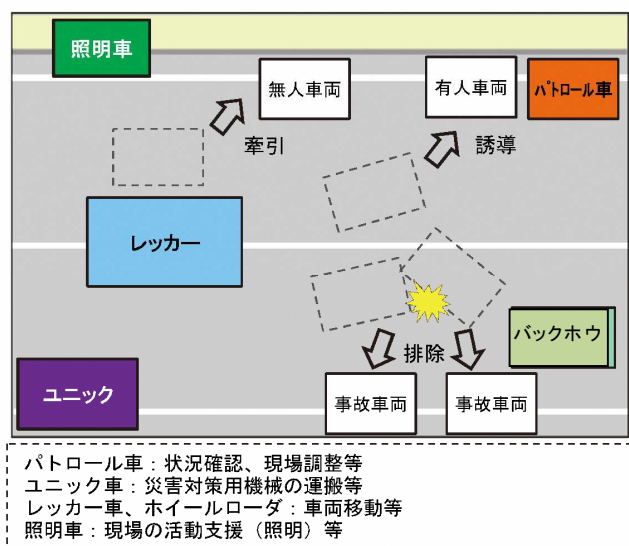 照明車
無人車両
有人車両
パトロール車
牽引
誘導
レッカー
バックホウ
排除
ユニック
事故車両
事故車両
パトロール車：状況確認、現場調整等
ユニック車：災害対策用機械の運搬等
レッカー車、ホイールローダ：車両移動等
照明車：現場の活動支援（照明）等